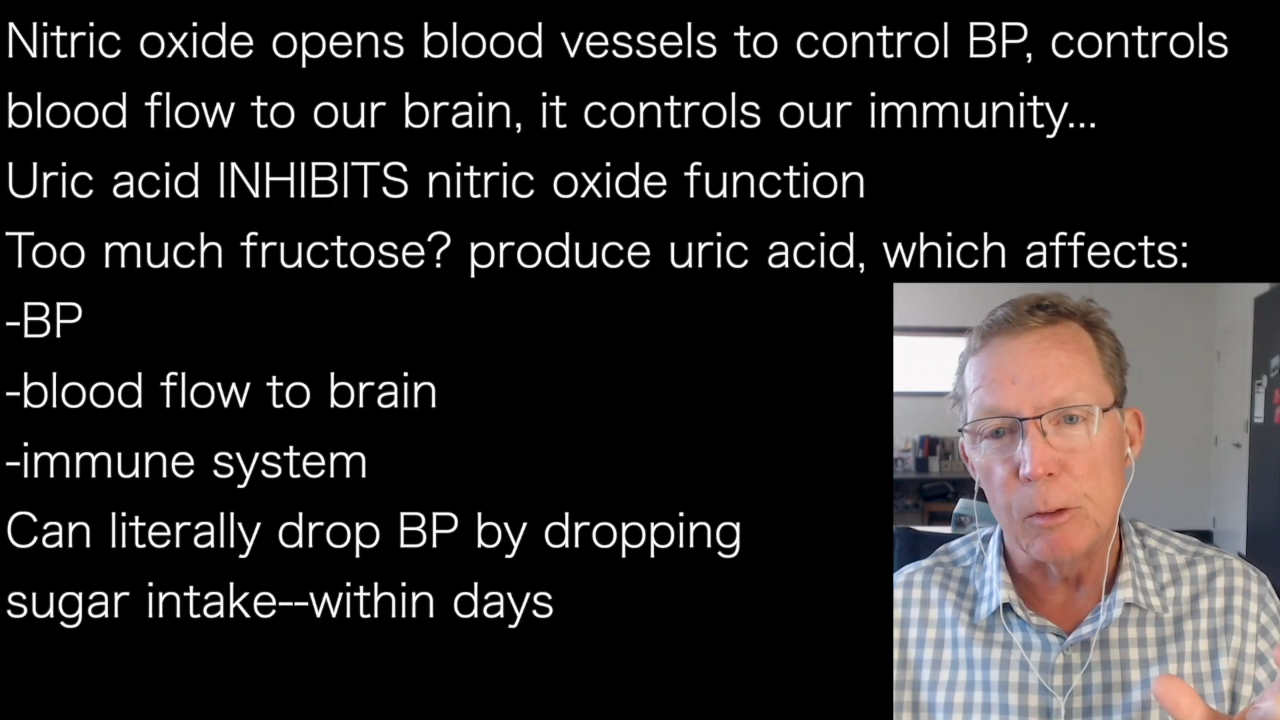 Nitric oxide opens blood vessels to control BP, controls
blood flow to our brain, it controls our immunity...
Uric acid INHIBITS nitric oxide function
Too much fructose? produce uric acid, which affects:
-BP
-blood flow to brain
-immune system
Can literally drop BP by dropping
sugar intake--within days